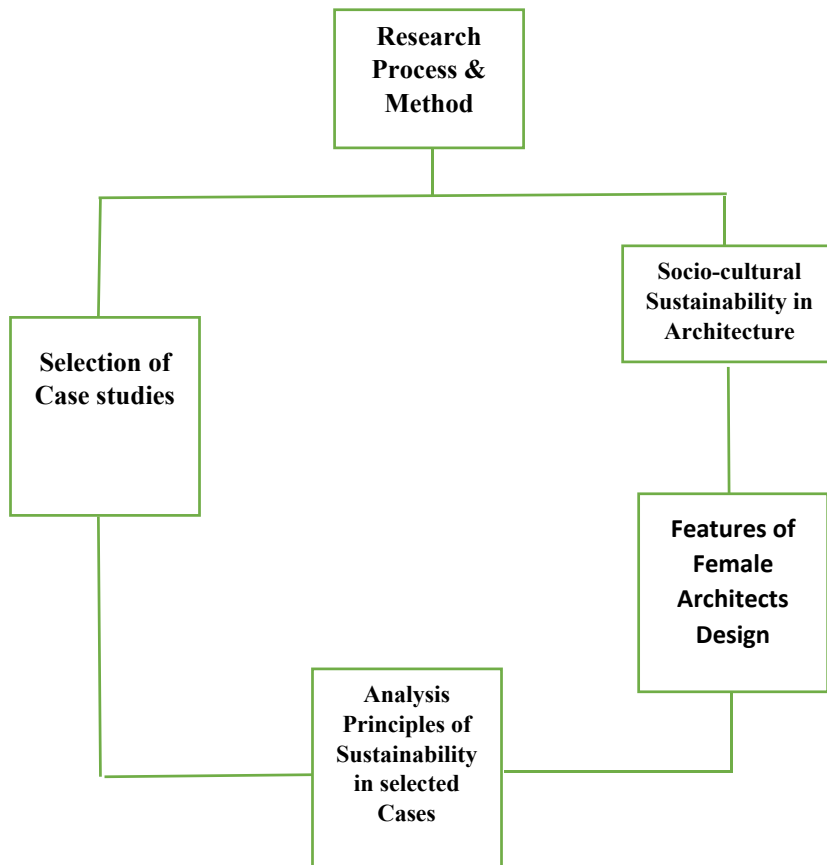 Research
Process &
Method
Socio-cultural
Sustainability in
Architecture
Selection of
Case studies
Features of
Female
Architects
Design
Analysis
Principles of
Sustainability
in selected
Cases